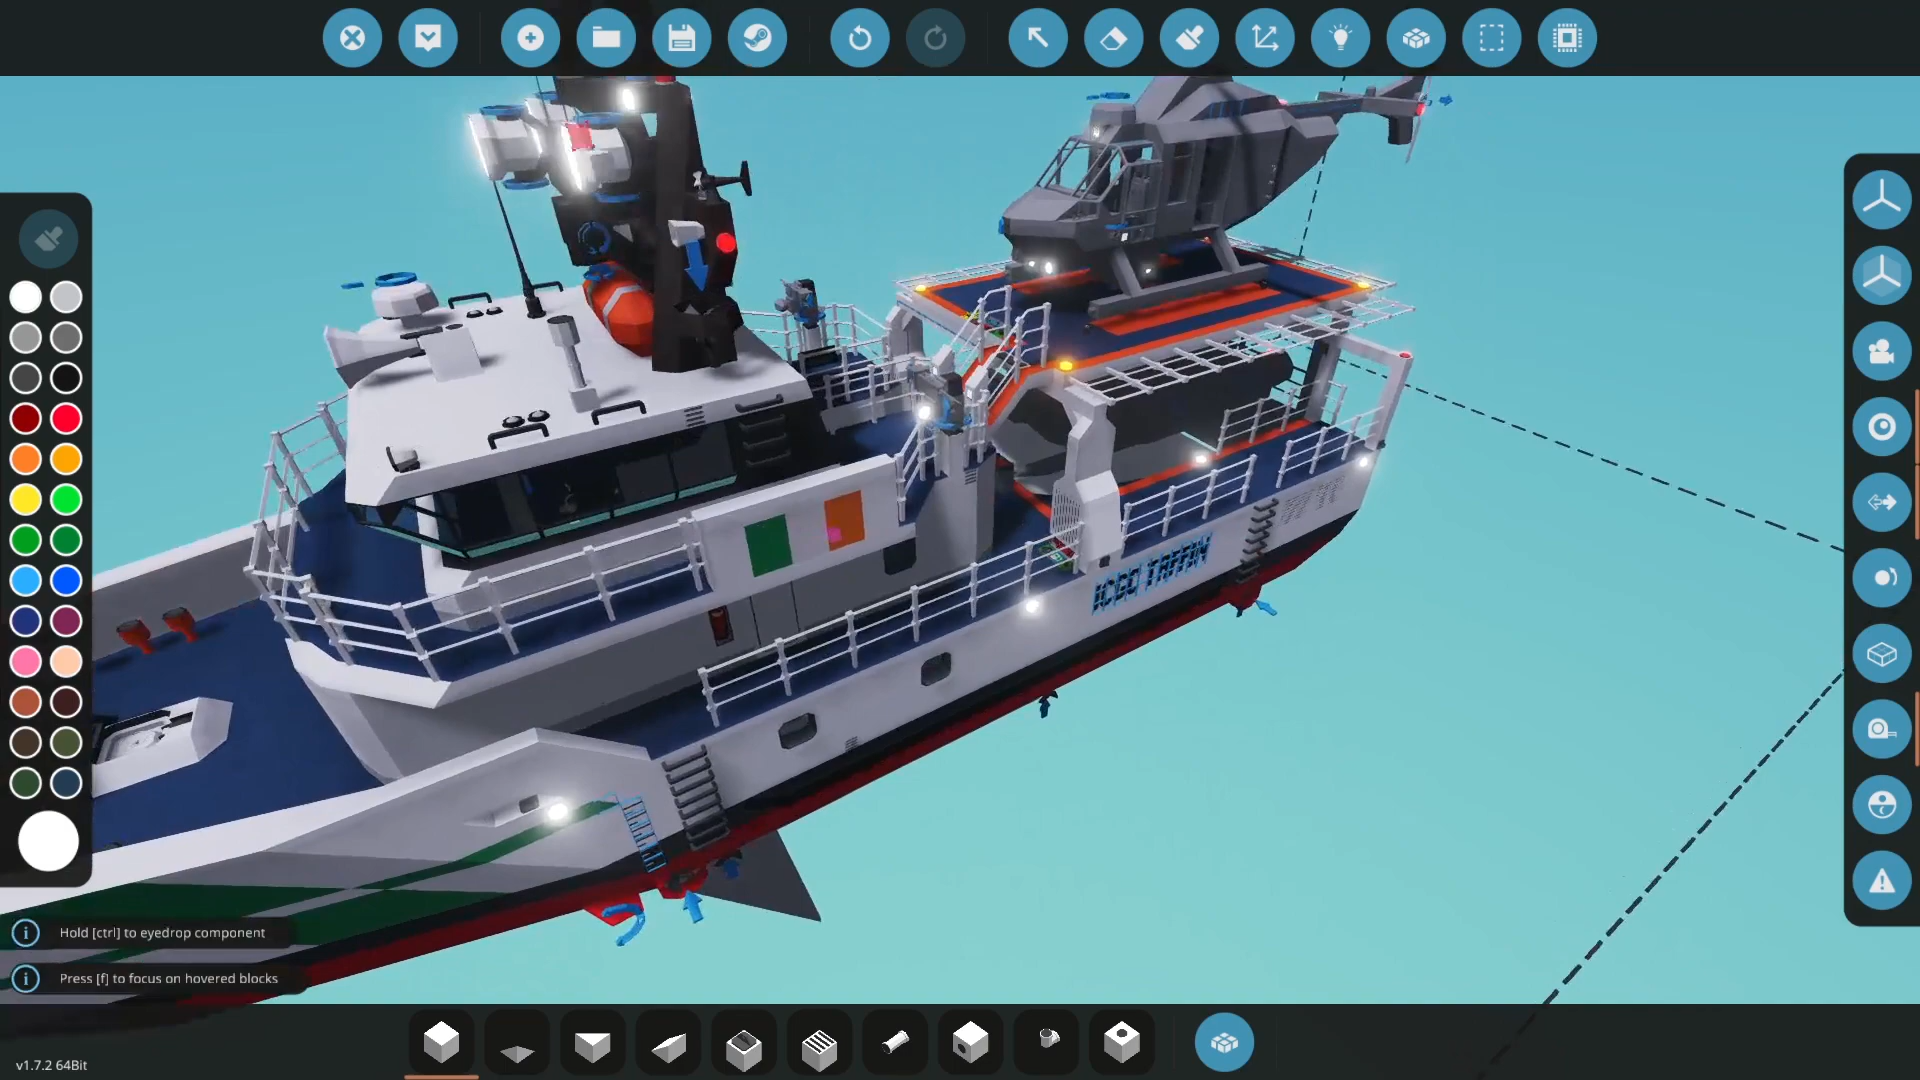 Hold [ctrl] to eyedrop component
Press [f] to focus on hovered blocks
v1.7.2 64Bit